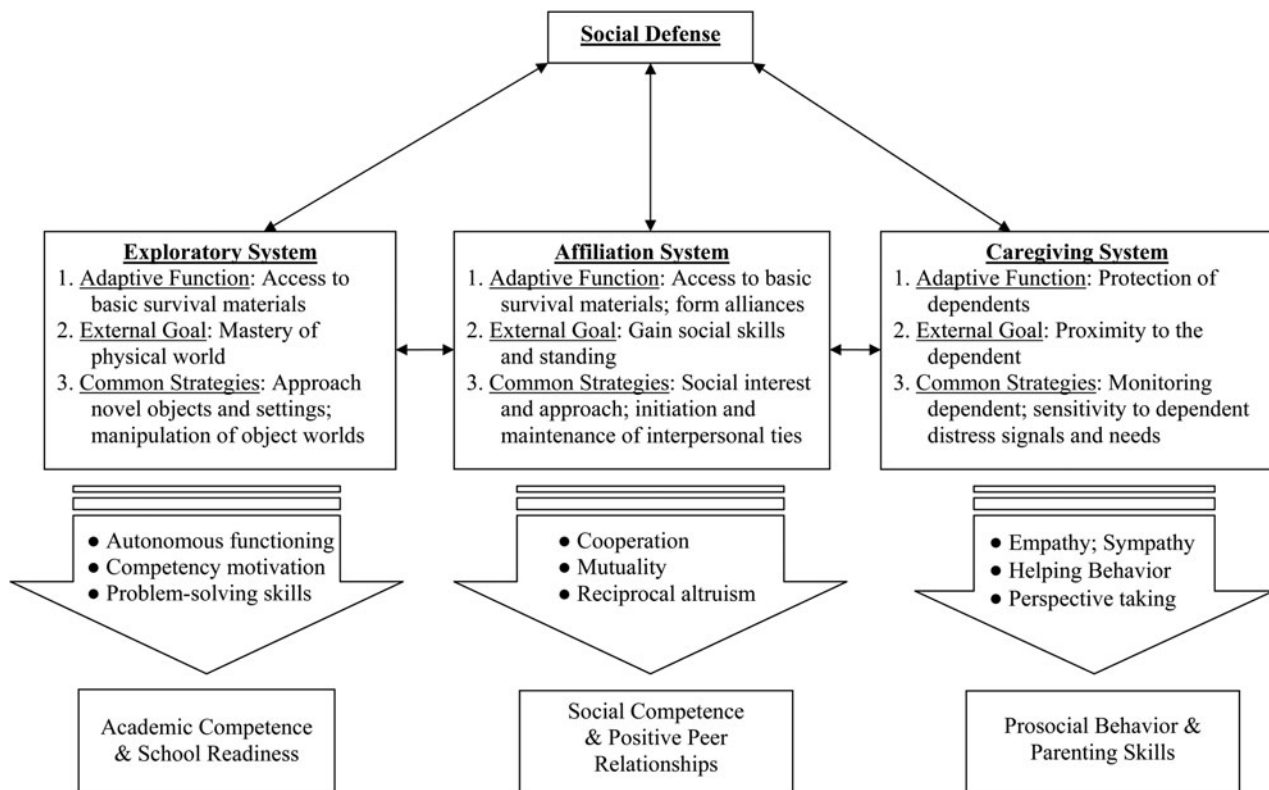 Social Defense
Exploratory System
1. Adaptive Function: Access to
basic survival materials
2. External Goal: Mastery of
physical world
3. Common Strategies: Approach
novel objects and settings;
manipulation of object worlds
Affiliation System
1. Adaptive Function: Access to basic
survival materials; form alliances
2. External Goal: Gain social skills
and standing
3. Common Strategies: Social interest
and approach; initiation and
maintenance of interpersonal ties
Caregiving System
1. Adaptive Function: Protection of
dependents
2. External Goal: Proximity to the
dependent
3. Common Strategies: Monitoring
dependent; sensitivity to dependent
distress signals and needs
● Autonomous functioning
● Competency motivation
● Problem-solving skills
● Cooperation
● Mutuality
● Reciprocal altruism
● Empathy; Sympathy
● Helping Behavior
● Perspective taking
Academic Competence
& School Readiness
Social Competence
& Positive Peer
Relationships
Prosocial Behavior &
Parenting Skills